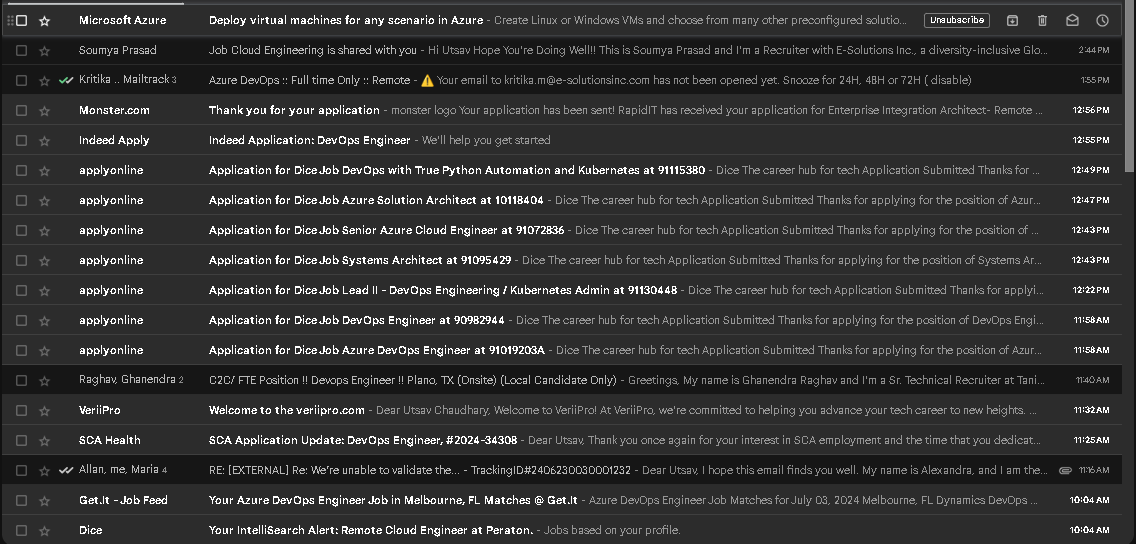 Microsoft Azure Deploy virtual machines for any scenario in Azure - Create Linux or Windows VMs and choose from many other preconfigured solutio... Unsubscribe
Soumya Prasad Job Cloud Engineering is shared with you - Hi Utsav Hope You're Doing Well!! This is Soumya Prasad and I'm a Recruiter with E-Solutions Inc., a diversity-inclusive Glo... 2:44 PM
Kritika .. Mailtrack 3 Azure DevOps :: Full time Only :: Remote - ⚠️ Your email to kritika.m@e-solutionsinc.com has not been opened yet. Snooze for 24H, 48H or 72H ( disable) 1:55 PM
Monster.com Thank you for your application - monster logo Your application has been sent! RapidIT has received your application for Enterprise Integration Architect- Remote ... 12:56 PM
Indeed Apply Indeed Application: DevOps Engineer - We'll help you get started 12:55 PM
applyonline Application for Dice Job DevOps with True Python Automation and Kubernetes at 91115380 - Dice The career hub for tech Application Submitted Thanks for ... 12:49 PM
applyonline Application for Dice Job Azure Solution Architect at 10118404 - Dice The career hub for tech Application Submitted Thanks for applying for the position of Azur... 12:47 PM
applyonline Application for Dice Job Senior Azure Cloud Engineer at 91072836 - Dice The career hub for tech Application Submitted Thanks for applying for the position of ... 12:43 PM
applyonline Application for Dice Job Systems Architect at 91095429 - Dice The career hub for tech Application Submitted Thanks for applying for the position of Systems Ar... 12:43 PM
applyonline Application for Dice Job Lead II - DevOps Engineering / Kubernetes Admin at 91130448 - Dice The career hub for tech Application Submitted Thanks for applyi... 12:22 PM
applyonline Application for Dice Job DevOps Engineer at 90982944 - Dice The career hub for tech Application Submitted Thanks for applying for the position of DevOps Engi... 11:58 AM
applyonline Application for Dice Job Azure DevOps Engineer at 91019203A - Dice The career hub for tech Application Submitted Thanks for applying for the position of Azur... 11:58 AM
Raghav, Ghanendra 2 C2C/ FTE Position !! Devops Engineer !! Plano, TX (Onsite) (Local Candidate Only) - Greetings, My name is Ghanendra Raghav and I'm a Sr. Technical Recruiter at Tani... 11:40 AM
VeriiPro Welcome to the veriipro.com - Dear Utsav Chaudhary, Welcome to VeriiPro! At VeriiPro, we're committed to helping you advance your tech career to new heights. ... 11:32 AM
SCA Health SCA Application Update: DevOps Engineer, #2024-34308 - Dear Utsav, Thank you once again for your interest in SCA employment and the time that you dedicat... 11:25 AM
Allan, me, Maria 4 RE: [EXTERNAL] Re: We're unable to validate the... - TrackingID#2406230030001232 - Dear Utsav, I hope this email finds you well. My name is Alexandra, and I am the... 11:16 AM
Get.It - Job Feed Your Azure DevOps Engineer Job in Melbourne, FL Matches @ Get.It - Azure DevOps Engineer Job Matches for July 03, 2024 Melbourne, FL Dynamics DevOps ... 10:04 AM
Dice Your IntelliSearch Alert: Remote Cloud Engineer at Peraton. - Jobs based on your profile. 10:04 AM